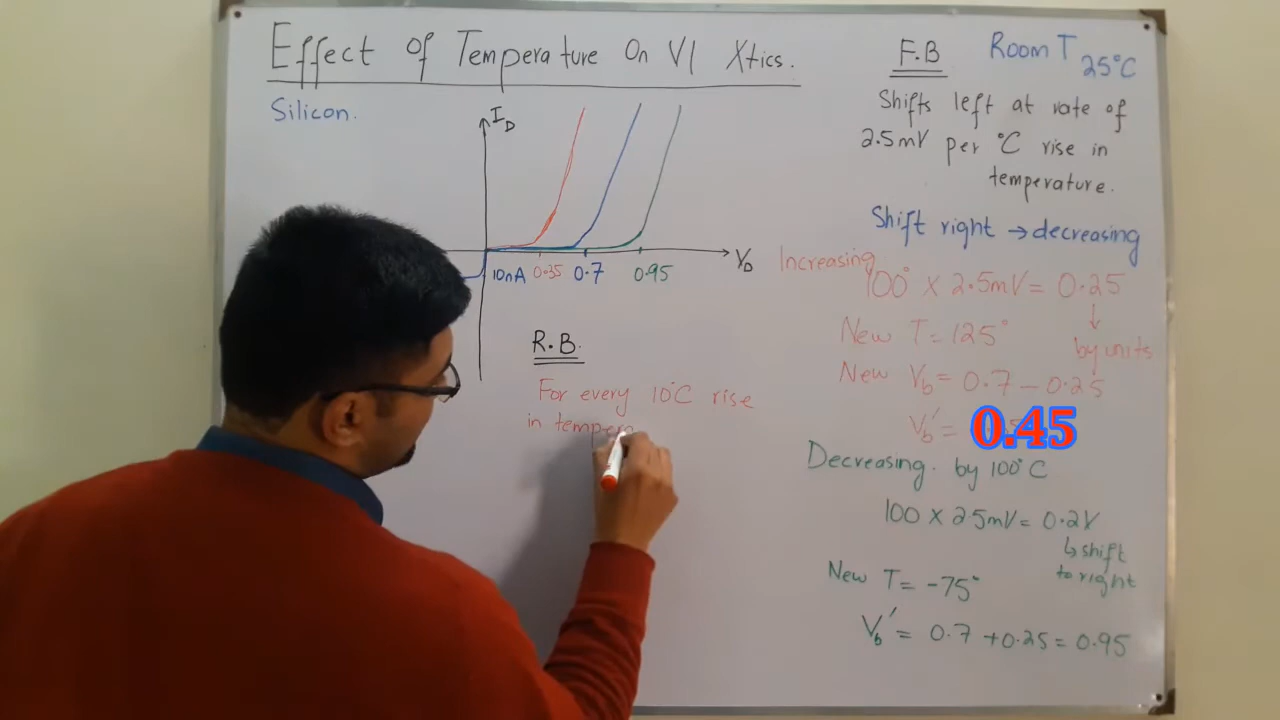 Effect of Temperature On VI Xtics.
Silicon.
I_D
V_D
10nA 0.35 0.7 0.95
R.B.
For every 10°C rise
in temper
F.B Room T 25°C
Shifts left at rate of
2.5mV per °C rise in
temperature.
Shift right → decreasing
Increasing
100° × 2.5mV = 0.25
↓
by units
New T = 125°
New V_b = 0.7 - 0.25
V_b' = 0.45
Decreasing. by 100°C
100 × 2.5mV = 0.2V
↳ shift
to right
New T = -75°
V_b' = 0.7 + 0.25 = 0.95